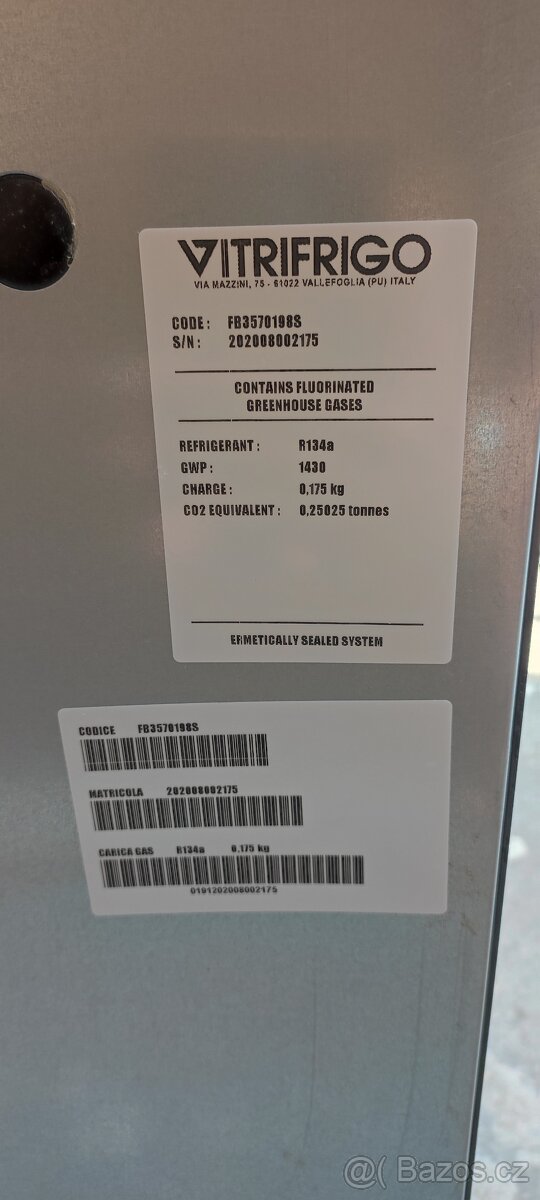 VITRIFRIGO
VIA MAZZINI, 75 - 61022 VALLEFOGLIA (PU) ITALY
CODE : FB3570198S
S/N : 202008002175
CONTAINS FLUORINATED
GREENHOUSE GASES
REFRIGERANT : R134a
GWP : 1430
CHARGE : 0,175 kg
CO2 EQUIVALENT : 0,25025 tonnes
ERMETICALLY SEALED SYSTEM
CODICE FB3570198S
MATRICOLA 202008002175
CARICA GAS R134a 0,175 kg
0191202008002175
@( Bazos.cz